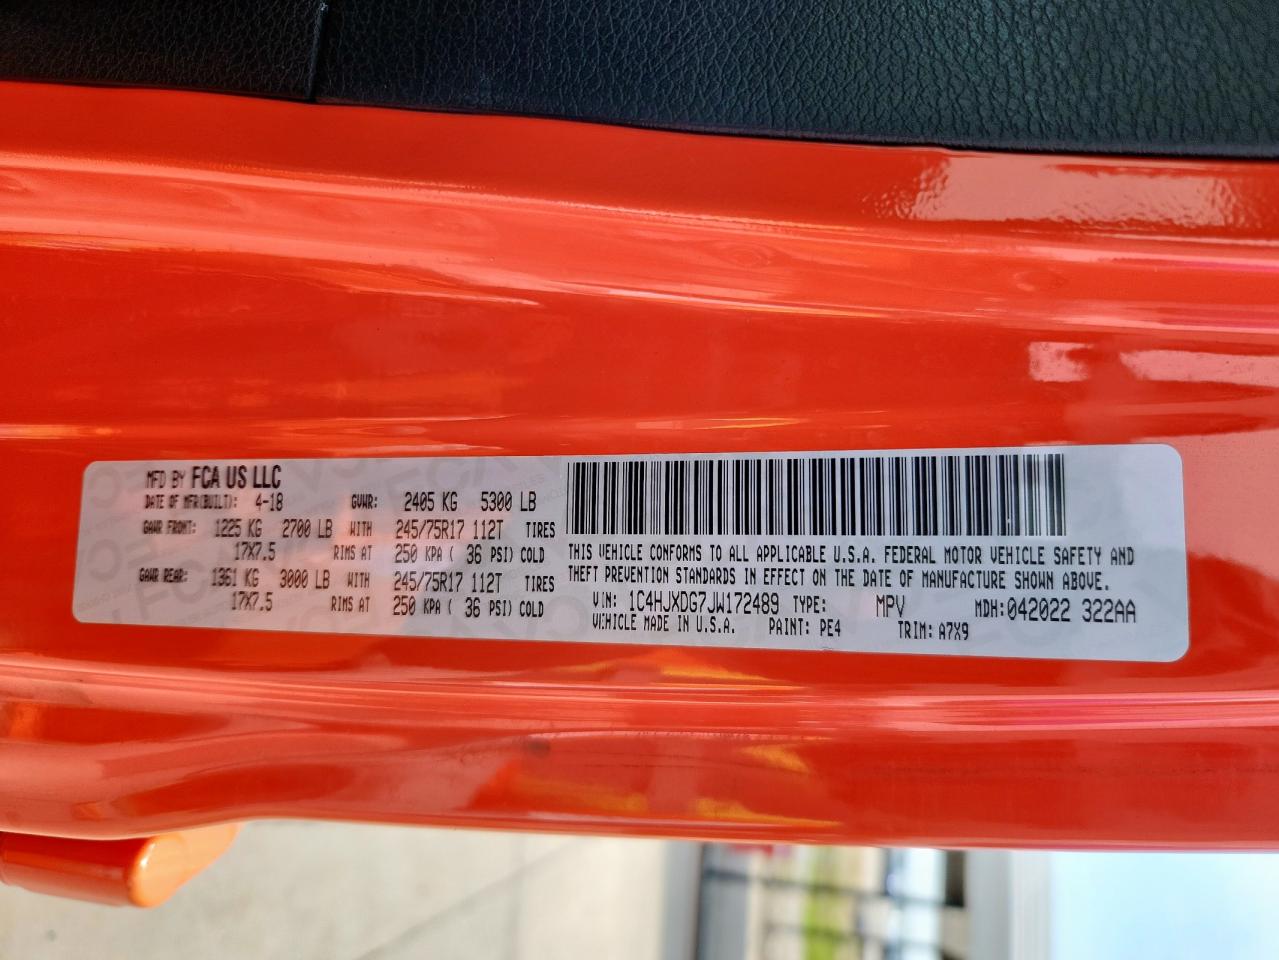 MFD BY FCA US LLC
DATE OF MFR(BUILT): 4-18 GVWR: 2405 KG 5300 LB
GAWR FRONT: 1225 KG 2700 LB WITH 245/75R17 112T TIRES
17X7.5 RIMS AT 250 KPA ( 36 PSI) COLD
GAWR REAR: 1361 KG 3000 LB WITH 245/75R17 112T TIRES
17X7.5 RIMS AT 250 KPA ( 36 PSI) COLD
THIS VEHICLE CONFORMS TO ALL APPLICABLE U.S.A. FEDERAL MOTOR VEHICLE SAFETY AND
THEFT PREVENTION STANDARDS IN EFFECT ON THE DATE OF MANUFACTURE SHOWN ABOVE.
VIN: 1C4HJXDG7JW172489 TYPE: MPV MDH: 042022 322AA
VEHICLE MADE IN U.S.A. PAINT: PE4 TRIM: A7X9